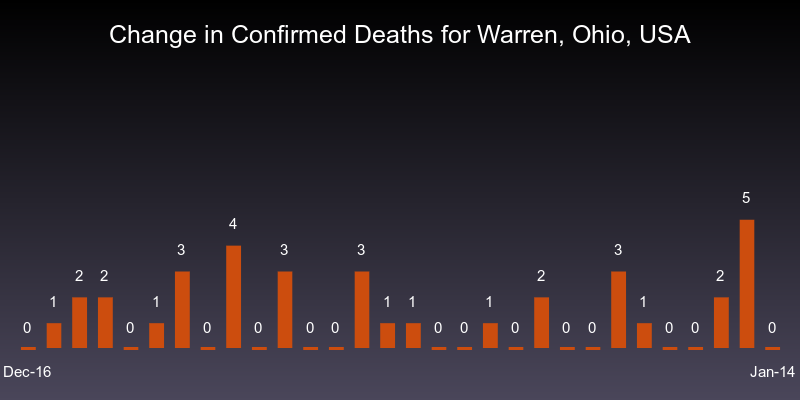 Change in Confirmed Deaths for Warren, Ohio, USA
0 1 2 2 0 1 3 0 4 0 3 0 0 3 1 1 0 0 1 0 2 0 0 3 1 0 0 2 5 0
Dec-16 Jan-14